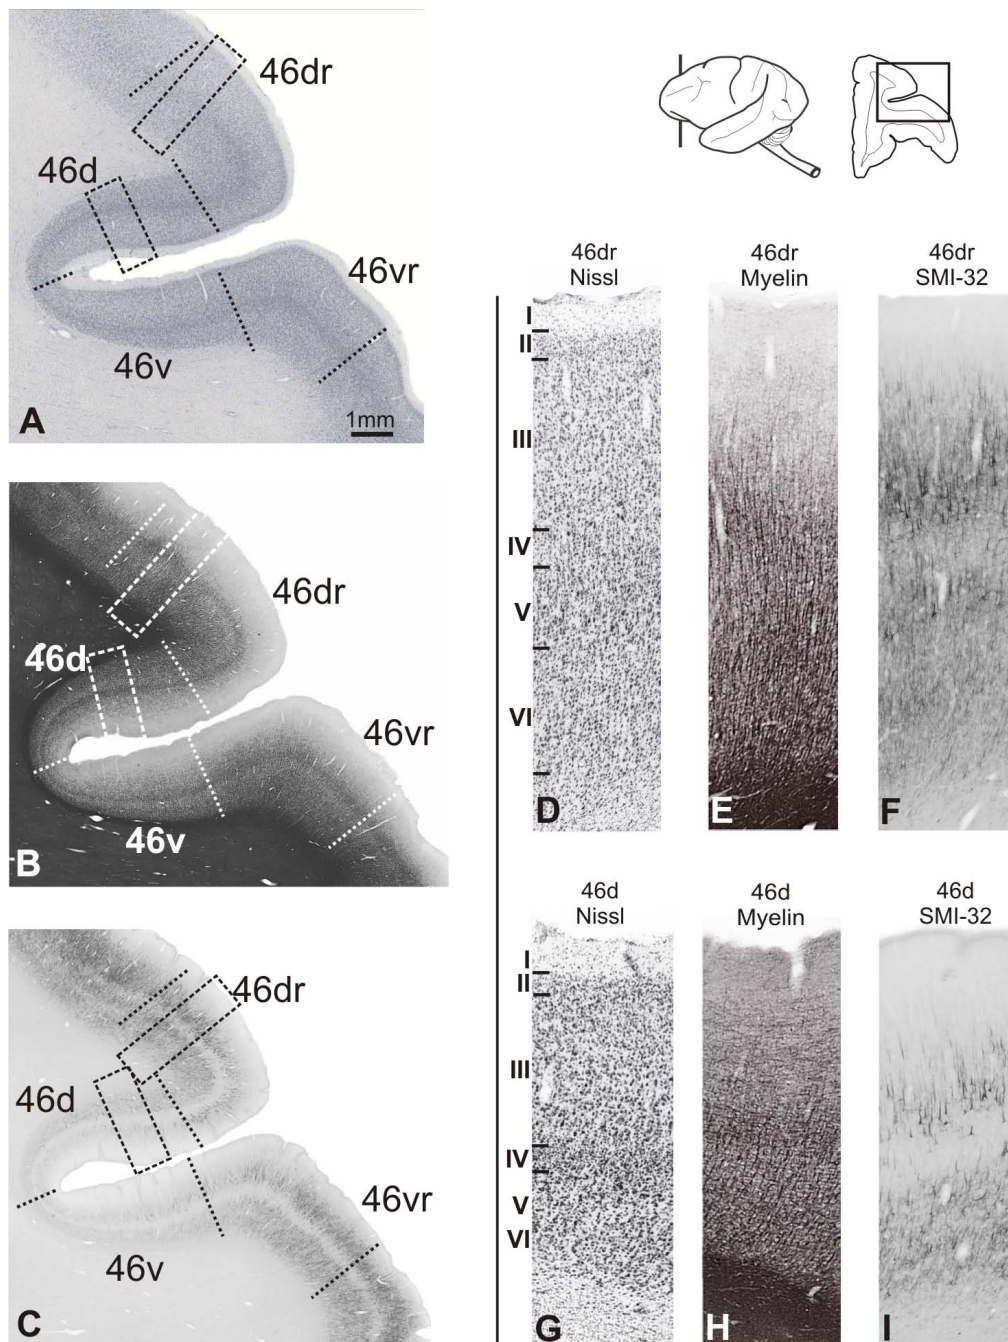 46dr
46d
46vr
46v
A
1mm
46dr
46d
46vr
46v
B
46dr
46d
46vr
46v
C
46dr
Nissl
46dr
Myelin
46dr
SMI-32
I
II
III
IV
V
VI
D
E
F
46d
Nissl
46d
Myelin
46d
SMI-32
I
II
III
IV
V
VI
G
H
I